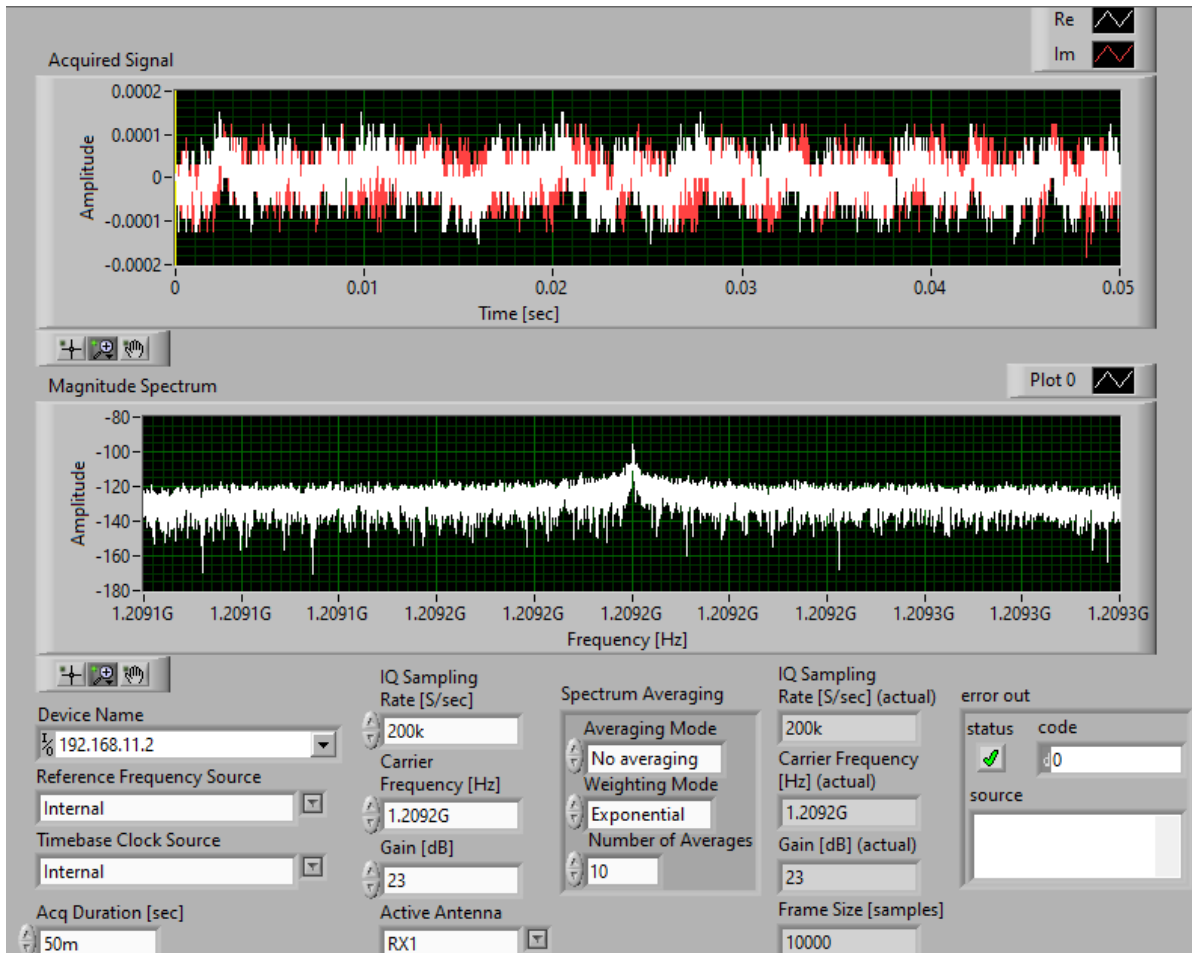 Re
Im
Acquired Signal
Amplitude
0.0002
0.0001
0
-0.0001
-0.0002
0 0.01 0.02 0.03 0.04 0.05
Time [sec]
Magnitude Spectrum
Plot 0
Amplitude
-80
-100
-120
-140
-160
-180
1.2091G 1.2091G 1.2091G 1.2092G 1.2092G 1.2092G 1.2092G 1.2092G 1.2093G 1.2093G 1.2093G
Frequency [Hz]
Device Name
192.168.11.2
Reference Frequency Source
Internal
Timebase Clock Source
Internal
Acq Duration [sec]
50m
IQ Sampling
Rate [S/sec]
200k
Carrier
Frequency [Hz]
1.2092G
Gain [dB]
23
Active Antenna
RX1
Spectrum Averaging
Averaging Mode
No averaging
Weighting Mode
Exponential
Number of Averages
10
IQ Sampling
Rate [S/sec] (actual)
200k
Carrier Frequency
[Hz] (actual)
1.2092G
Gain [dB] (actual)
23
Frame Size [samples]
10000
error out
status code
d0
source